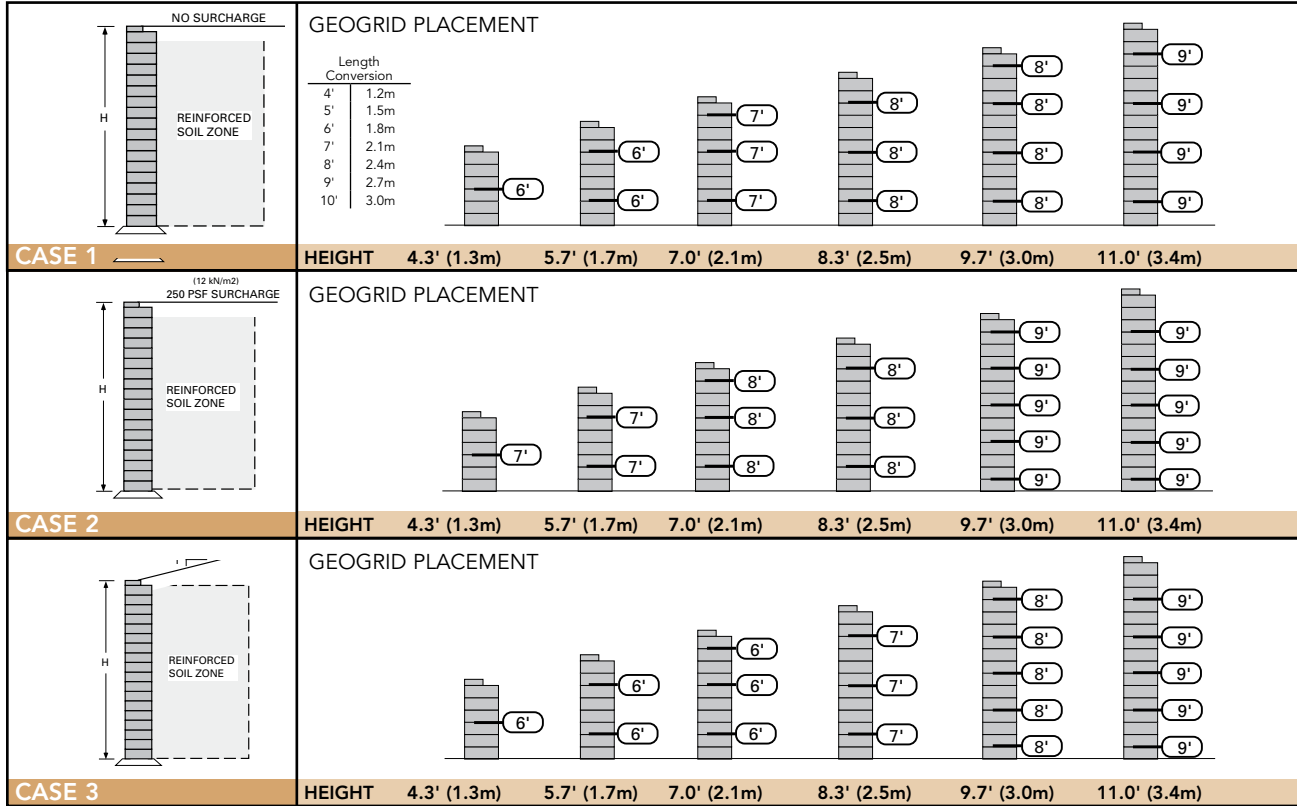 NO SURCHARGE
H
REINFORCED
SOIL ZONE
CASE 1
GEOGRID PLACEMENT
Length
Conversion
4' 1.2m
5' 1.5m
6' 1.8m
7' 2.1m
8' 2.4m
9' 2.7m
10' 3.0m
6'
6'
6'
7'
7'
7'
8'
8'
8'
8'
8'
8'
8'
9'
9'
9'
9'
HEIGHT 4.3' (1.3m) 5.7' (1.7m) 7.0' (2.1m) 8.3' (2.5m) 9.7' (3.0m) 11.0' (3.4m)
(12 kN/m2)
250 PSF SURCHARGE
H
REINFORCED
SOIL ZONE
CASE 2
GEOGRID PLACEMENT
7'
7'
7'
8'
8'
8'
8'
8'
8'
9'
9'
9'
9'
9'
9'
9'
9'
9'
9'
HEIGHT 4.3' (1.3m) 5.7' (1.7m) 7.0' (2.1m) 8.3' (2.5m) 9.7' (3.0m) 11.0' (3.4m)
H
REINFORCED
SOIL ZONE
CASE 3
GEOGRID PLACEMENT
6'
6'
6'
6'
6'
6'
7'
7'
7'
8'
8'
8'
8'
8'
9'
9'
9'
9'
9'
HEIGHT 4.3' (1.3m) 5.7' (1.7m) 7.0' (2.1m) 8.3' (2.5m) 9.7' (3.0m) 11.0' (3.4m)